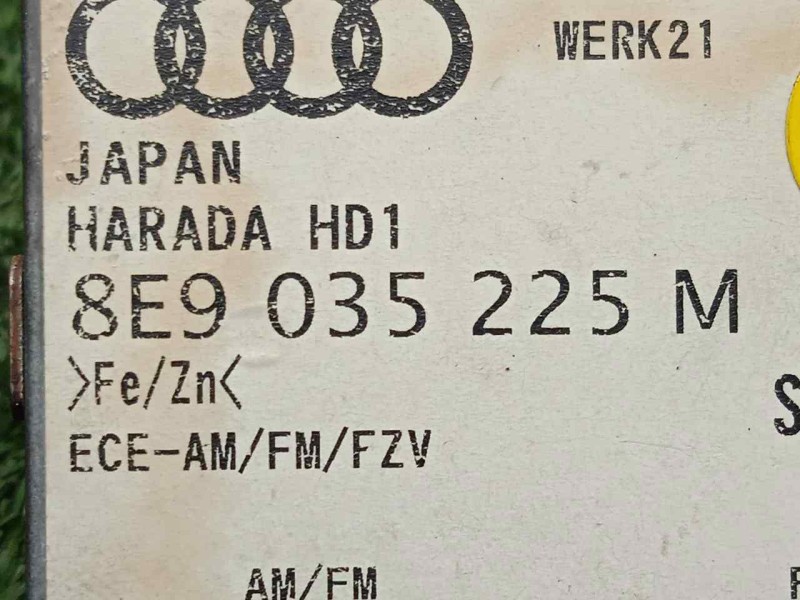 WERK21
JAPAN
HARADA HD1
8E9 035 225 M
>Fe/Zn<
S
ECE-AM/FM/FZV
AM/FM